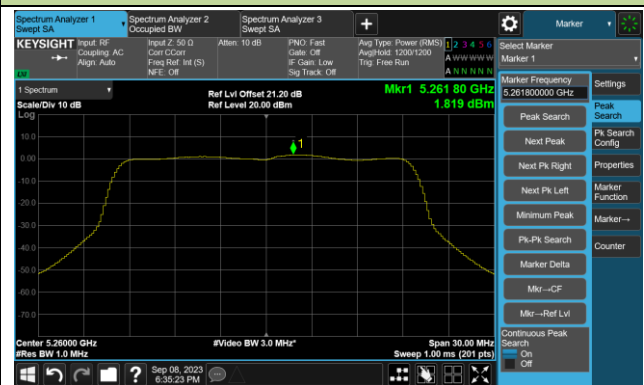 Spectrum Analyzer 1
Swept SA
Spectrum Analyzer 2
Occupied BW
Spectrum Analyzer 3
Swept SA
Marker
KEYSIGHT
Input: RF
Coupling: AC
Align: Auto
Input Z: 50 Ω
Corr CCorr
Freq Ref: Int (S)
NFE: Off
Atten: 10 dB
PNO: Fast
Gate: Off
IF Gain: Low
Sig Track: Off
Avg Type: Power (RMS)
Avg|Hold: 1200/1200
Trig: Free Run
1 2 3 4 5 6
A W W W W W
A N N N N N
Select Marker
Marker 1
1 Spectrum
Scale/Div 10 dB
Log
Ref Lvl Offset 21.20 dB
Ref Level 20.00 dBm
Mkr1 5.261 80 GHz
1.819 dBm
1
10.0
0.00
-10.0
-20.0
-30.0
-40.0
-50.0
-60.0
-70.0
Center 5.26000 GHz
#Res BW 1.0 MHz
#Video BW 3.0 MHz*
Span 30.00 MHz
Sweep 1.00 ms (201 pts)
Marker Frequency
5.261800000 GHz
Peak Search
Next Peak
Next Pk Right
Next Pk Left
Minimum Peak
Pk-Pk Search
Marker Delta
Mkr→CF
Mkr→Ref Lvl
Continuous Peak
Search
On
Off
Settings
Peak
Search
Pk Search
Config
Properties
Marker
Function
Marker→
Counter
?
Sep 08, 2023
6:35:23 PM